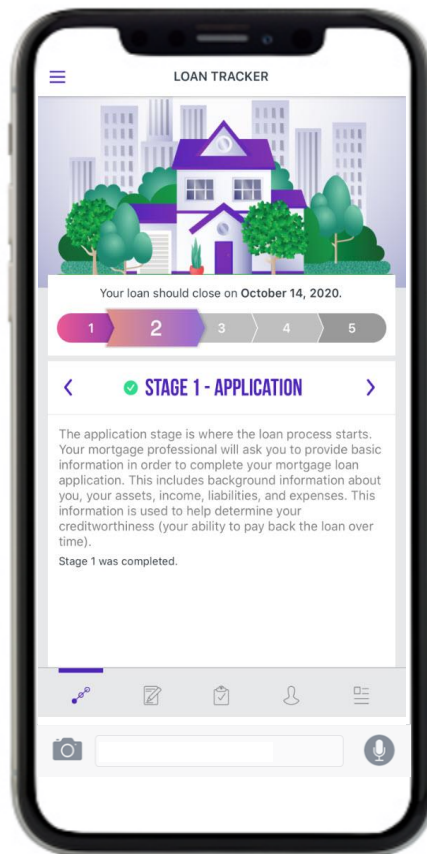 LOAN TRACKER
Your loan should close on October 14, 2020.
1 2 3 4 5
STAGE 1 - APPLICATION
The application stage is where the loan process starts.
Your mortgage professional will ask you to provide basic
information in order to complete your mortgage loan
application. This includes background information about
you, your assets, income, liabilities, and expenses. This
information is used to help determine your
creditworthiness (your ability to pay back the loan over
time).
Stage 1 was completed.